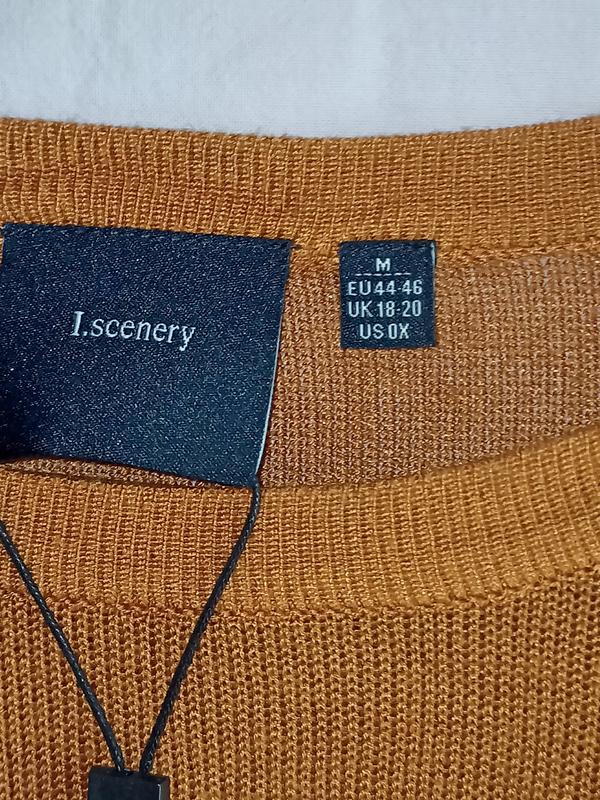 I.scenery
M
EU 44-46
UK 18-20
US 0X